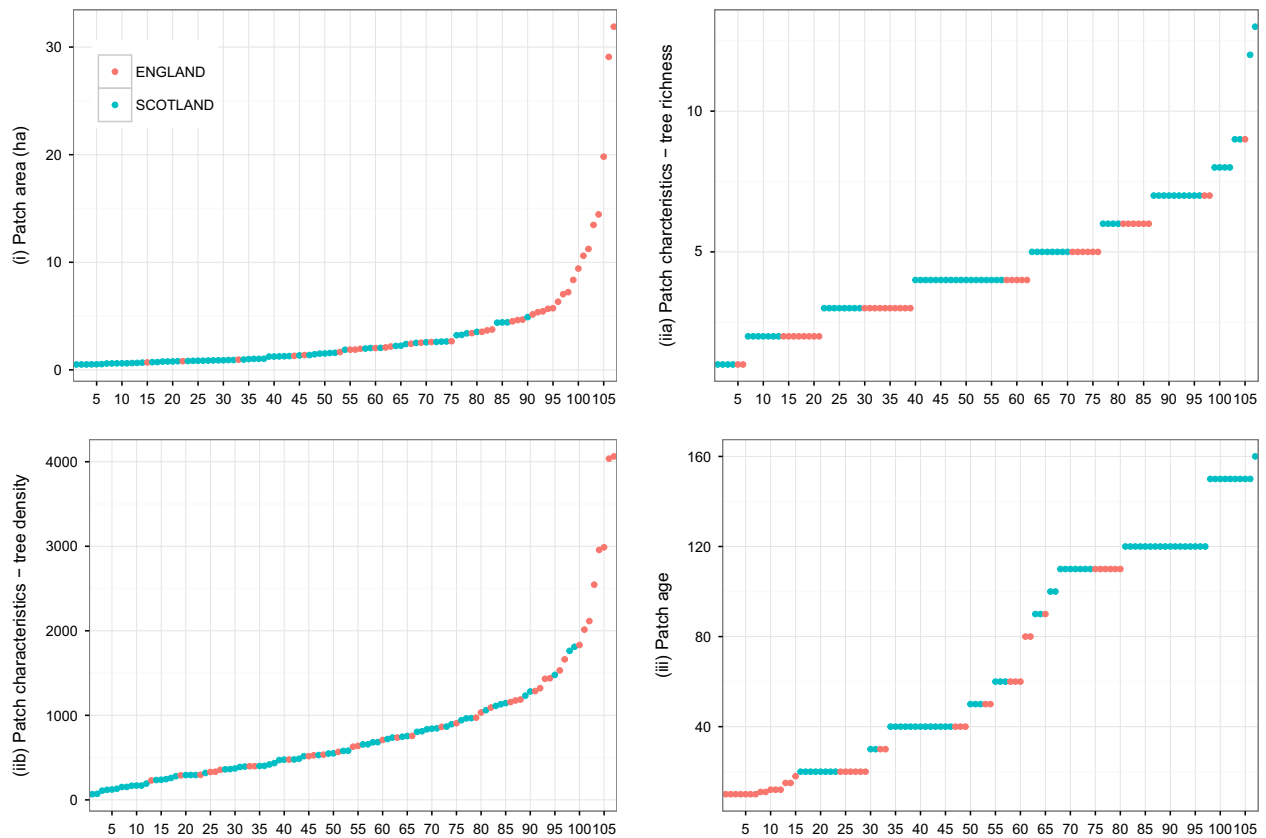 (i) Patch area (ha)
30
20
10
0
ENGLAND
SCOTLAND
5 10 15 20 25 30 35 40 45 50 55 60 65 70 75 80 85 90 95 100 105
(iia) Patch charcteristics − tree richness
10
5
5 10 15 20 25 30 35 40 45 50 55 60 65 70 75 80 85 90 95 100 105
(iib) Patch characteristics − tree density
4000
3000
2000
1000
0
5 10 15 20 25 30 35 40 45 50 55 60 65 70 75 80 85 90 95 100 105
(iii) Patch age
160
120
80
40
5 10 15 20 25 30 35 40 45 50 55 60 65 70 75 80 85 90 95 100 105